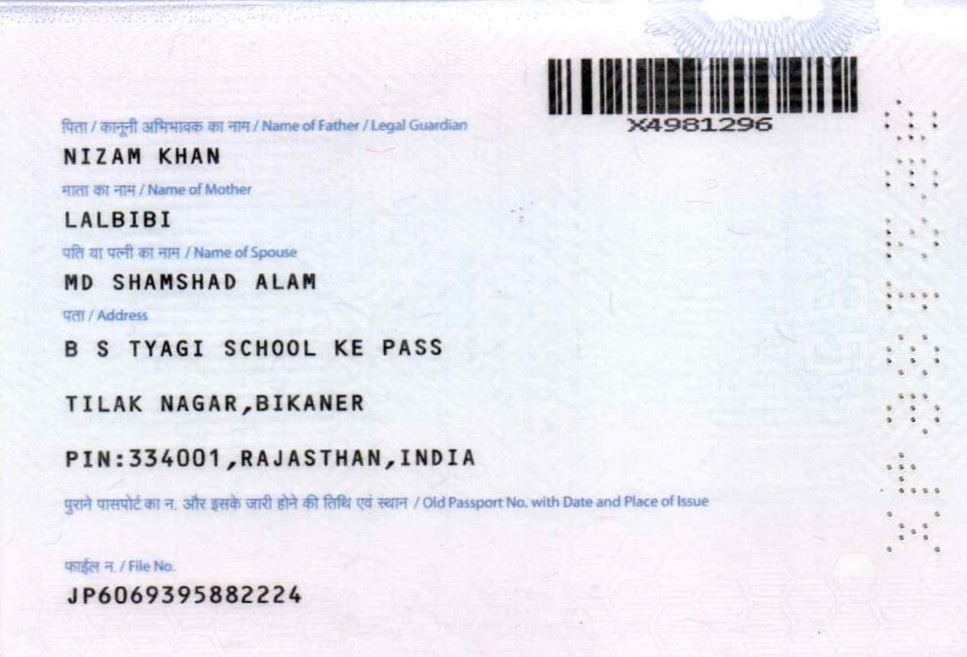 X4981296
पिता / कानूनी अभिभावक का नाम / Name of Father / Legal Guardian
NIZAM KHAN
माता का नाम / Name of Mother
LALBIBI
पति या पत्नी का नाम / Name of Spouse
MD SHAMSHAD ALAM
पता / Address
B S TYAGI SCHOOL KE PASS
TILAK NAGAR,BIKANER
PIN:334001,RAJASTHAN,INDIA
पुराने पासपोर्ट का न. और इसके जारी होने की तिथि एवं स्थान / Old Passport No. with Date and Place of Issue
फाईल न. / File No.
JP6069395882224